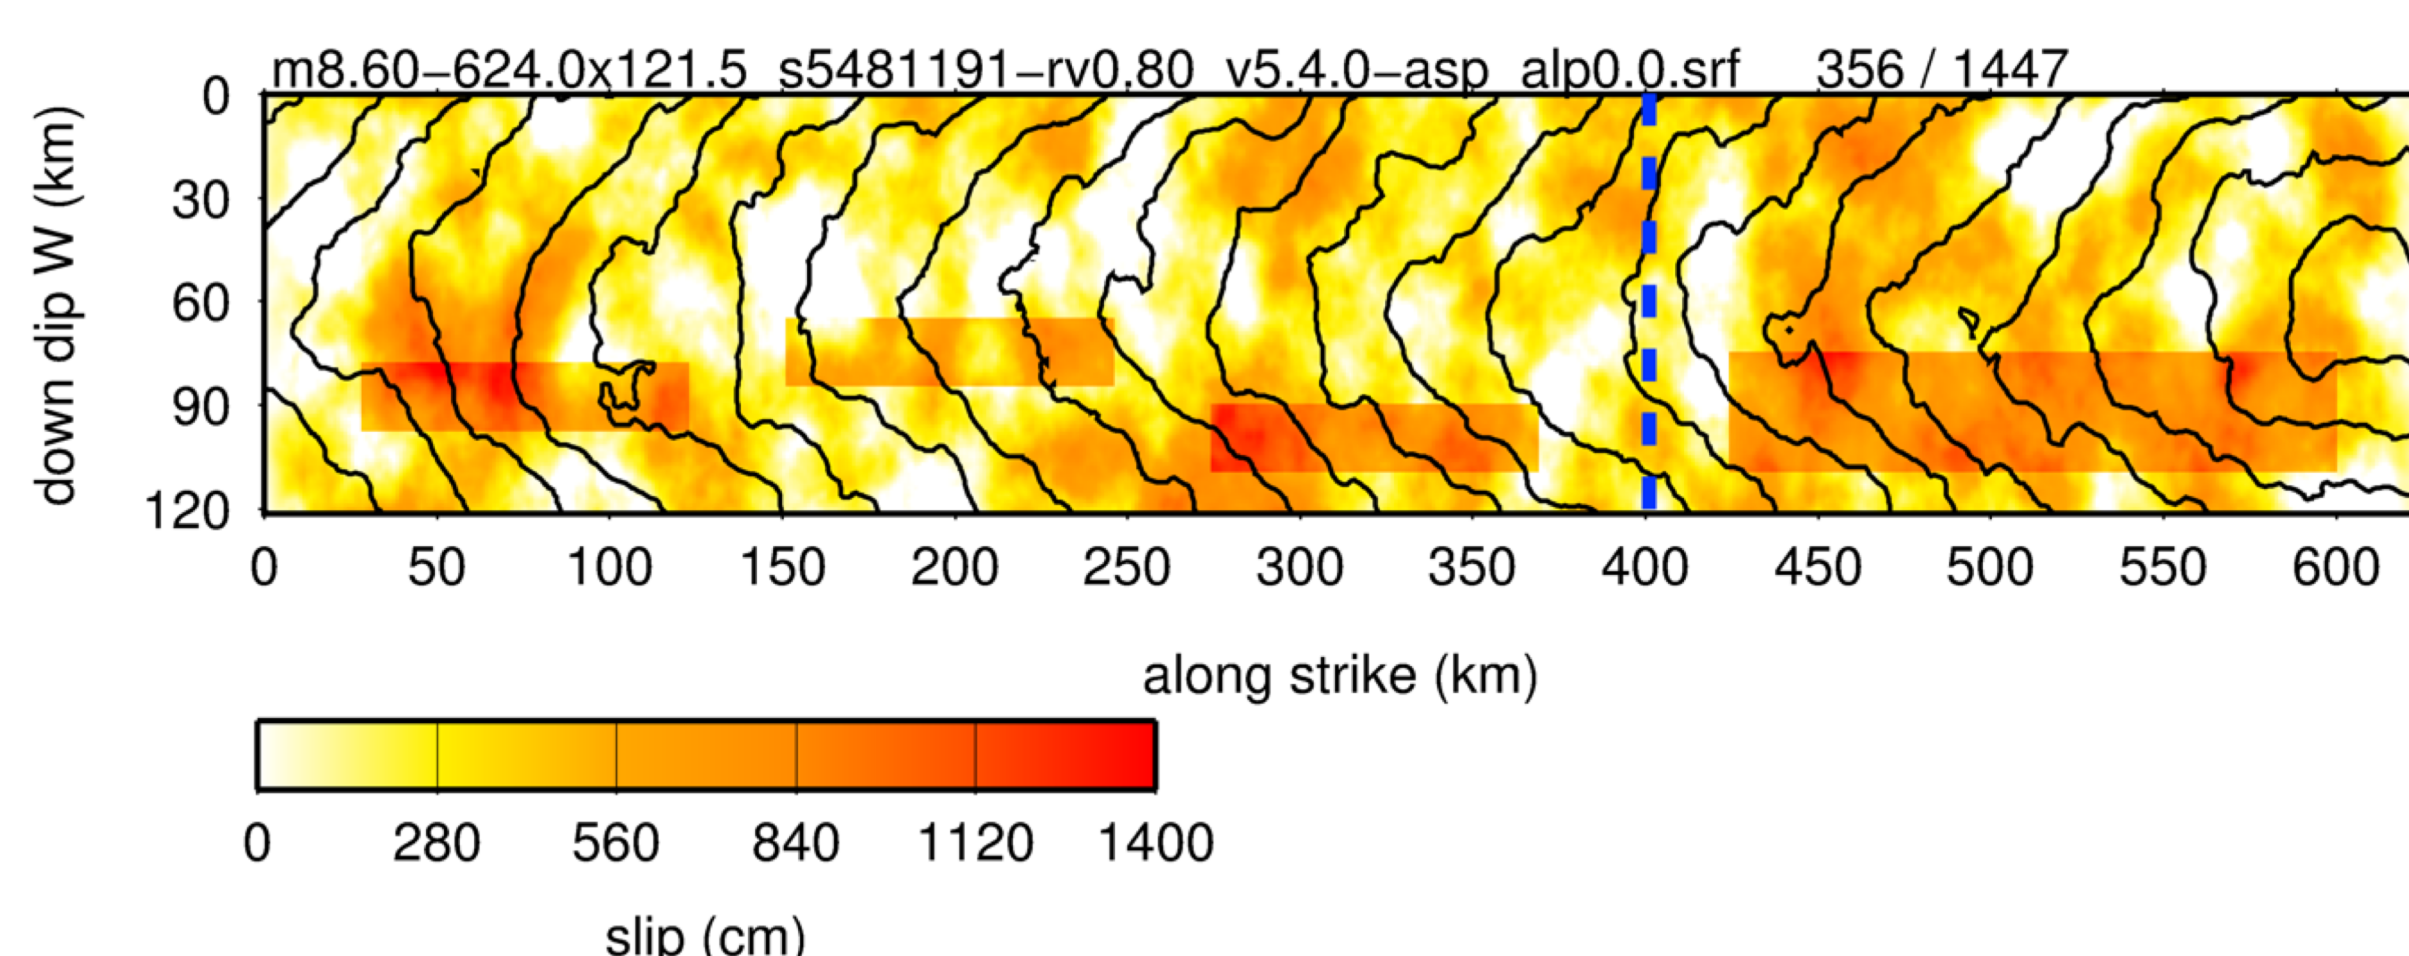 m8.60−624.0x121.5 s5481191−rv0.80 v5.4.0−asp alp0.0.srf 356 / 1447
down dip W (km)
0
30
60
90
120
0 50 100 150 200 250 300 350 400 450 500 550 600
along strike (km)
0 280 560 840 1120 1400
slip (cm)